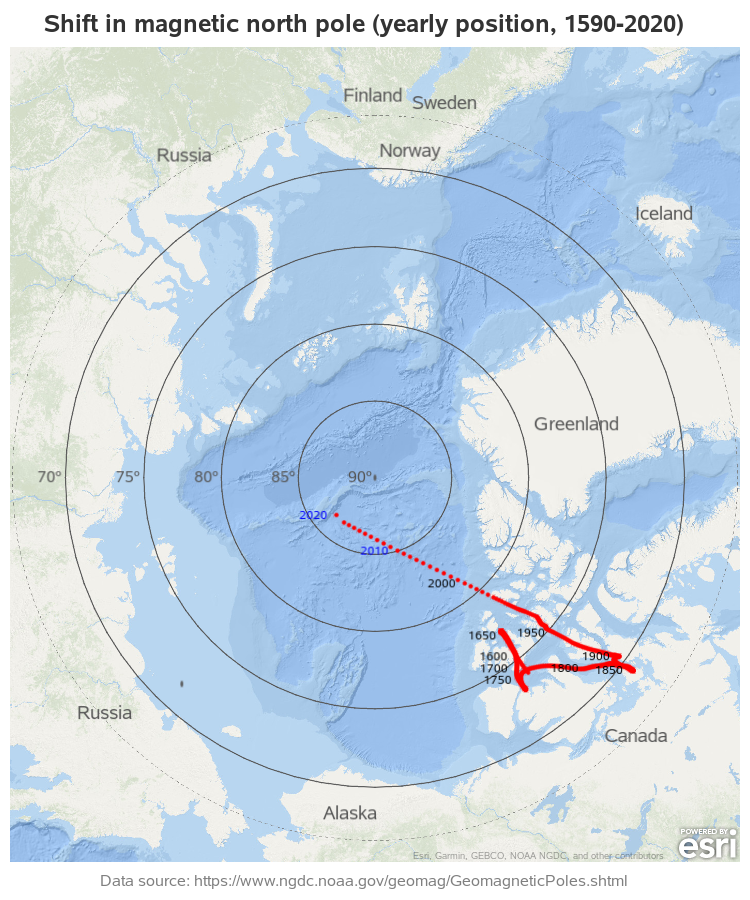 Shift in magnetic north pole (yearly position, 1590-2020)
Finland
Sweden
Norway
Russia
Iceland
Greenland
70°
75°
80°
85°
90°
2020
2010
2000
1950
1650
1600
1900
1700
1800
1850
1750
Russia
Canada
Alaska
POWERED BY
esri
Esri, Garmin, GEBCO, NOAA NGDC, and other contributors
Data source: https://www.ngdc.noaa.gov/geomag/GeomagneticPoles.shtml